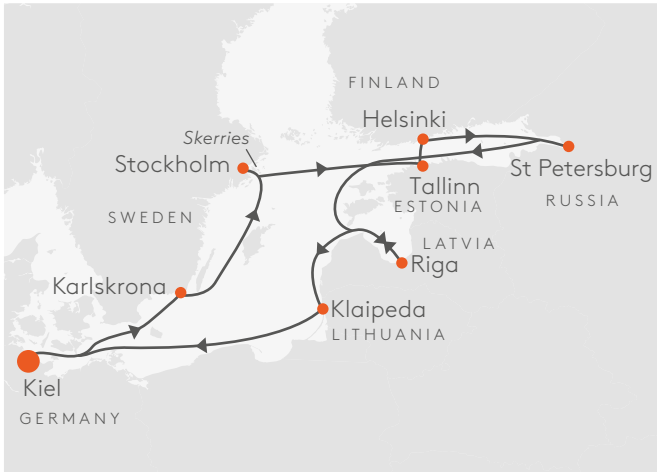 FINLAND
Helsinki
Skerries
Stockholm
St Petersburg
Tallinn
ESTONIA
RUSSIA
SWEDEN
LATVIA
Riga
Karlskrona
Klaipeda
LITHUANIA
Kiel
GERMANY